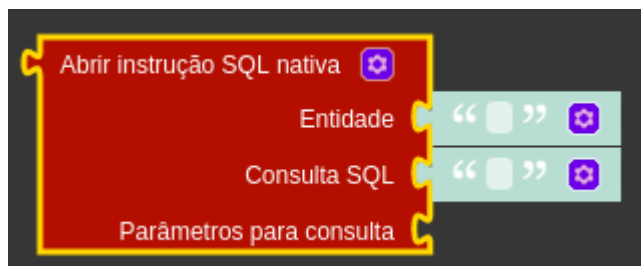 Abrir instrução SQL nativa
Entidade “ ”
Consulta SQL “ ”
Parâmetros para consulta